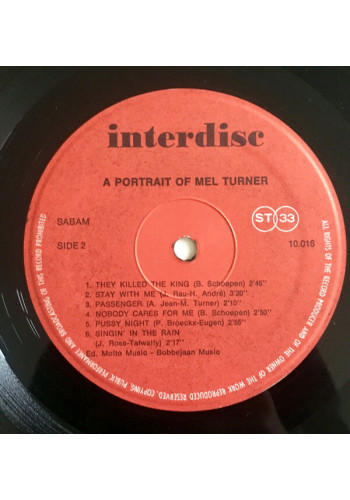 interdisc
A PORTRAIT OF MEL TURNER
SABAM
ST 33
SIDE 2
10.016
1. THEY KILLED THE KING (B. Schoepen) 2'45"
2. STAY WITH ME (J. Rau-H. André) 3'20"
3. PASSENGER (A. Jean-M. Turner) 2'10"
4. NOBODY CARES FOR ME (B. Schoepen) 2'50"
5. PUSSY NIGHT (P. Broeckx-Eugen) 2'55"
6. SINGIN' IN THE RAIN
(J. Ross-Tatwally) 2'17"
Ed. Molto Music - Bobbejaan Music
ALL RIGHTS OF THE RECORD PRODUCER AND OF THE OWNER OF THE WORK REPRODUCED RESERVED. COPYING, PUBLIC PERFORMANCE AND BROADCASTING OF THIS RECORD PROHIBITED